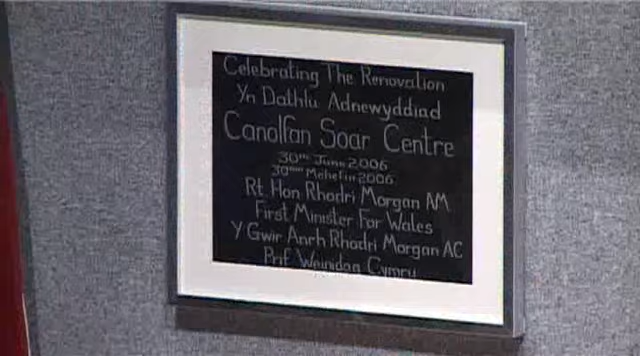 Celebrating The Renovation
Yn Dathlu Adnewyddiad
Canolfan Soar Centre
30th June 2006
30ain Mehefin 2006
Rt. Hon Rhodri Morgan AM
First Minister For Wales
Y Gwir Anrh Rhodri Morgan AC
Prif Weinidog Cymru